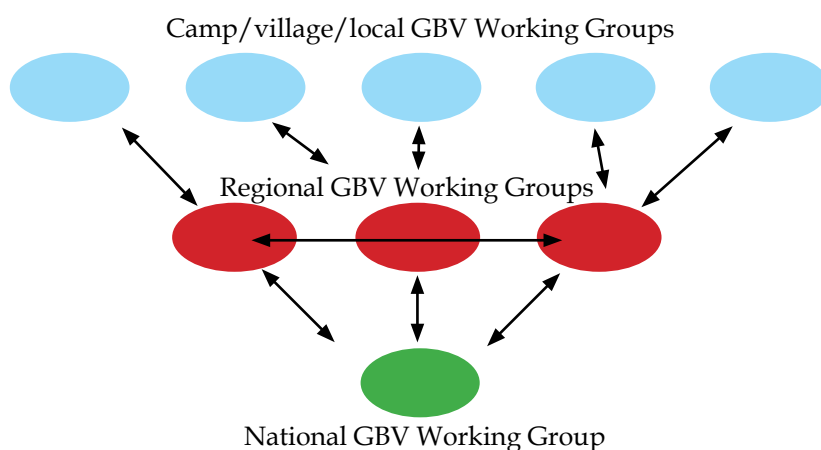 Camp/village/local GBV Working Groups
Regional GBV Working Groups
National GBV Working Group